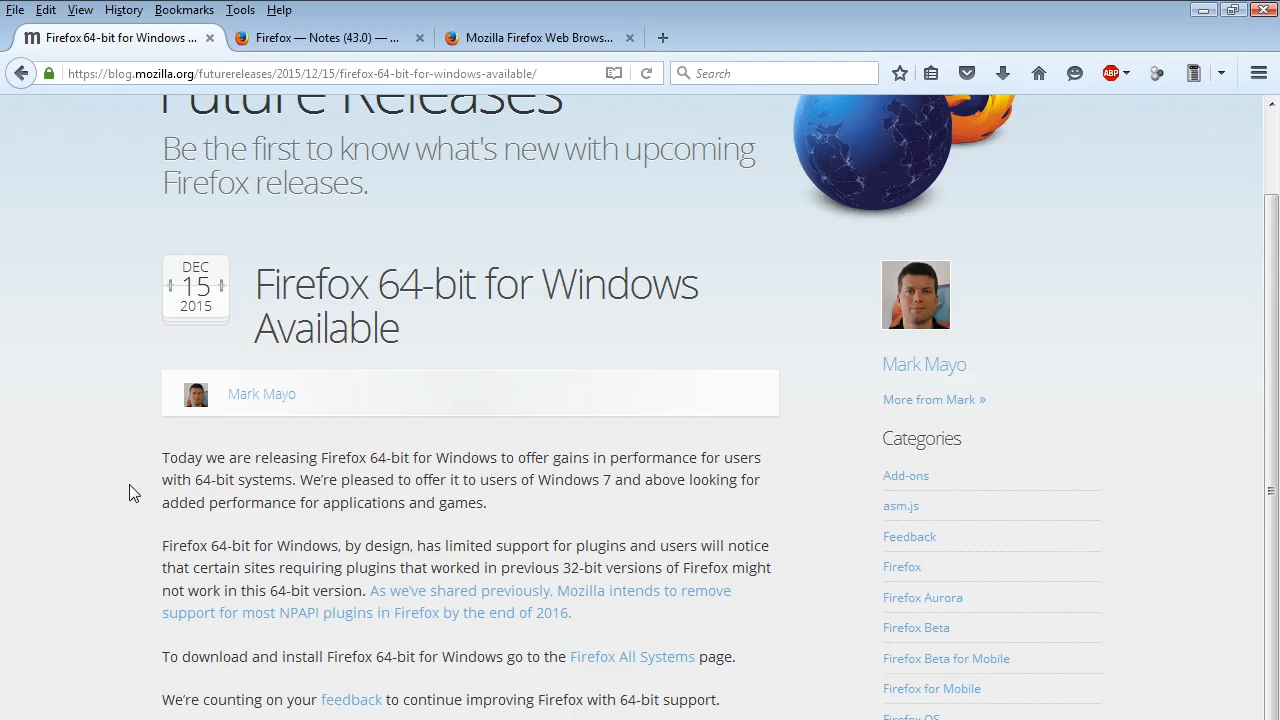 File Edit View History Bookmarks Tools Help
Firefox 64-bit for Windows ... Firefox — Notes (43.0) —... Mozilla Firefox Web Brows...
https://blog.mozilla.org/futurereleases/2015/12/15/firefox-64-bit-for-windows-available/ Search ABP
Future Releases
Be the first to know what's new with upcoming
Firefox releases.
DEC
15
2015
Firefox 64-bit for Windows
Available
Mark Mayo
Today we are releasing Firefox 64-bit for Windows to offer gains in performance for users
with 64-bit systems. We're pleased to offer it to users of Windows 7 and above looking for
added performance for applications and games.
Firefox 64-bit for Windows, by design, has limited support for plugins and users will notice
that certain sites requiring plugins that worked in previous 32-bit versions of Firefox might
not work in this 64-bit version. As we've shared previously, Mozilla intends to remove
support for most NPAPI plugins in Firefox by the end of 2016.
To download and install Firefox 64-bit for Windows go to the Firefox All Systems page.
We're counting on your feedback to continue improving Firefox with 64-bit support.
Mark Mayo
More from Mark »
Categories
Add-ons
asm.js
Feedback
Firefox
Firefox Aurora
Firefox Beta
Firefox Beta for Mobile
Firefox for Mobile
Firefox OS